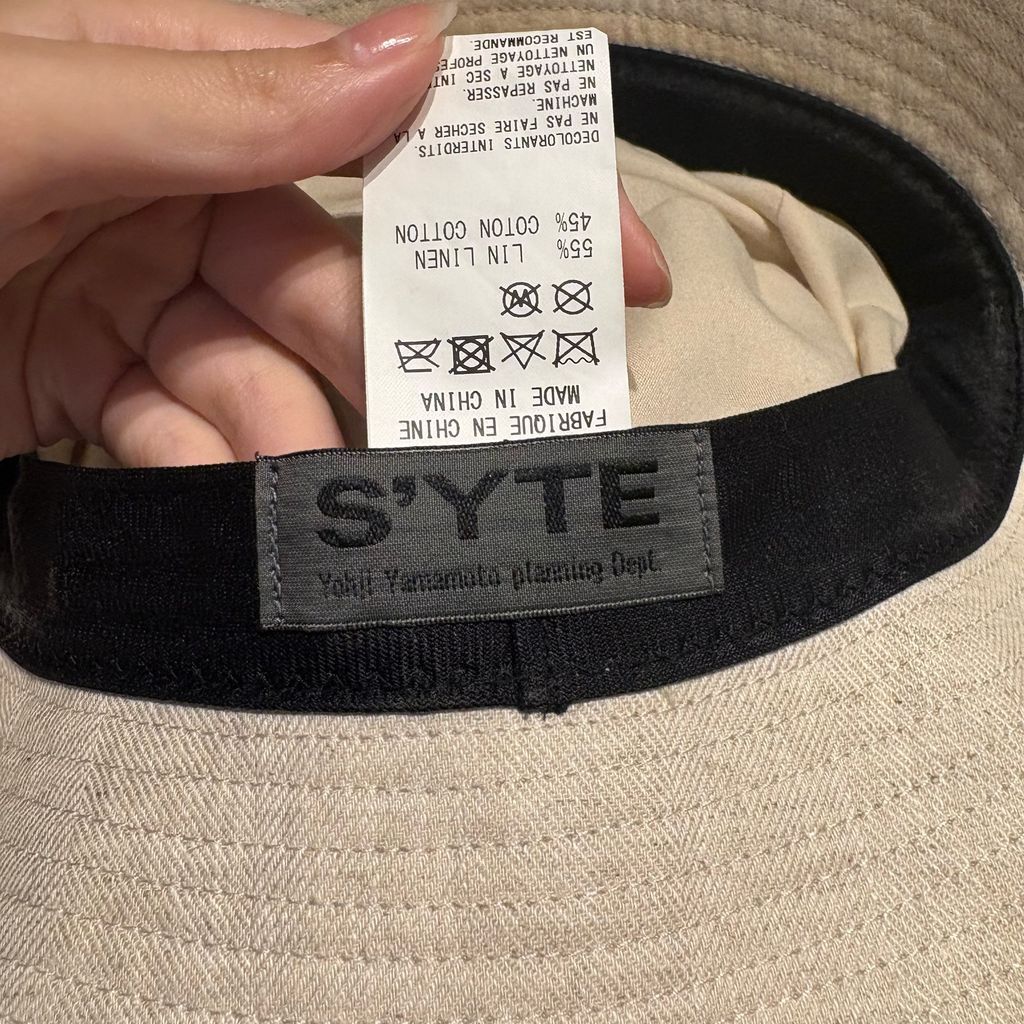 FABRIQUE EN CHINE
MADE IN CHINA
55% LIN LINEN
45% COTON COTTON
DECOLORANTS INTERDITS.
NE PAS FAIRE SECHER A LA
MACHINE.
NE PAS REPASSER.
NETTOYAGE A SEC
UN NETTOYAGE
EST RECOMMANDE.
S'YTE
Yohji Yamamoto planning Dept.